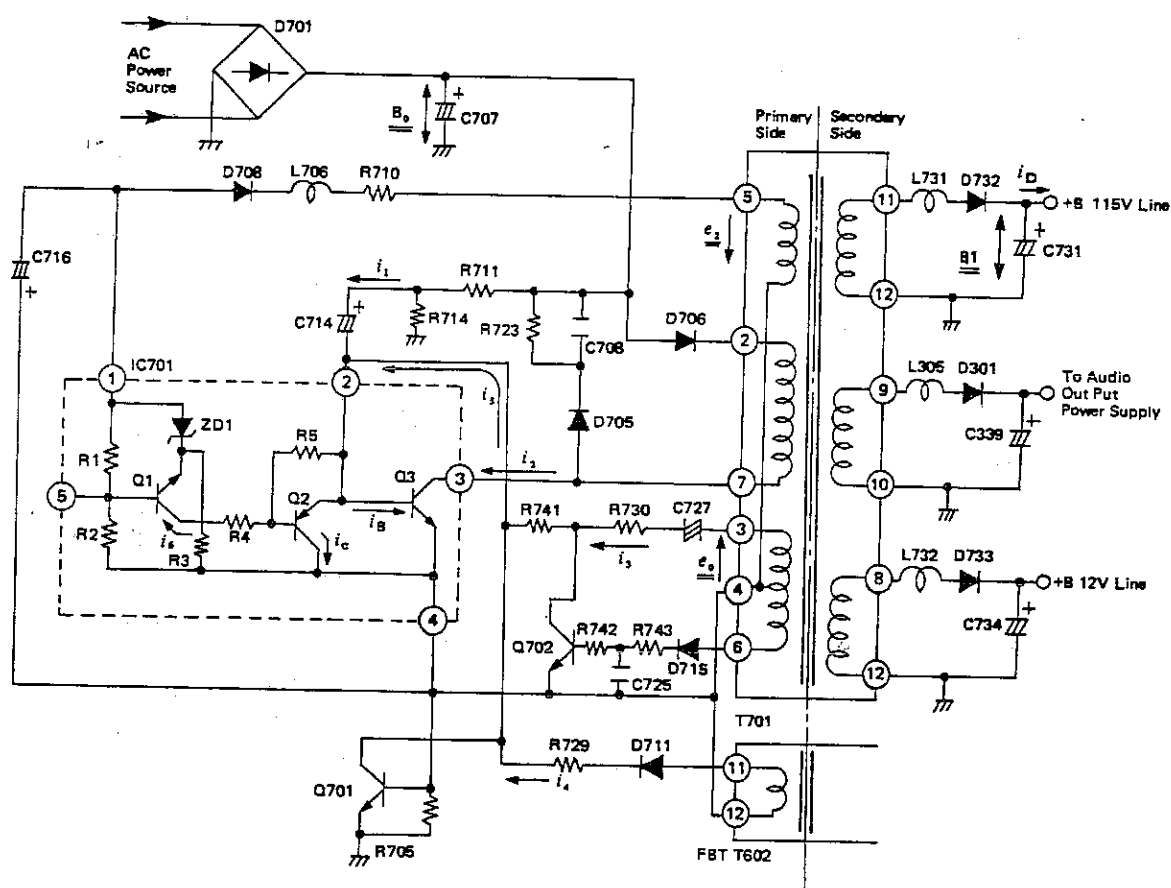 D701
AC
Power
Source
B₀
C707
Primary
Side
Secondary
Side
D708
L706
R710
5
e₂
11
L731
D732
i_D
+B 115V Line
B1
C731
12
C716
i₁
R711
C714
R714
R723
C708
D706
2
1
IC701
2
i₅
D705
9
L305
D301
To Audio
Out Put
Power Supply
C339
10
ZD1
R5
R1
Q1
Q2
Q3
3
i₂
7
5
R2
R4
i_B
i₆
R3
i_C
R741
R730
C727
3
i₃
e₀
4
8
L732
D733
+B 12V Line
C734
12
4
Q702
R742
R743
D715
6
C725
T701
R729
D711
11
i₄
12
Q701
R705
FBT T602